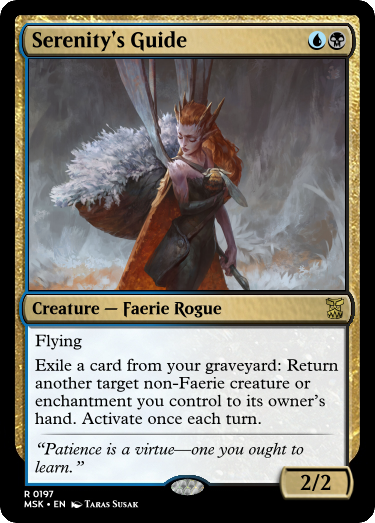 Serenity's Guide
Creature — Faerie Rogue
Flying
Exile a card from your graveyard: Return
another target non-Faerie creature or
enchantment you control to its owner's
hand. Activate once each turn.
“Patience is a virtue—one you ought to
learn.”
2/2
R 0197
MSK • EN Taras Susak